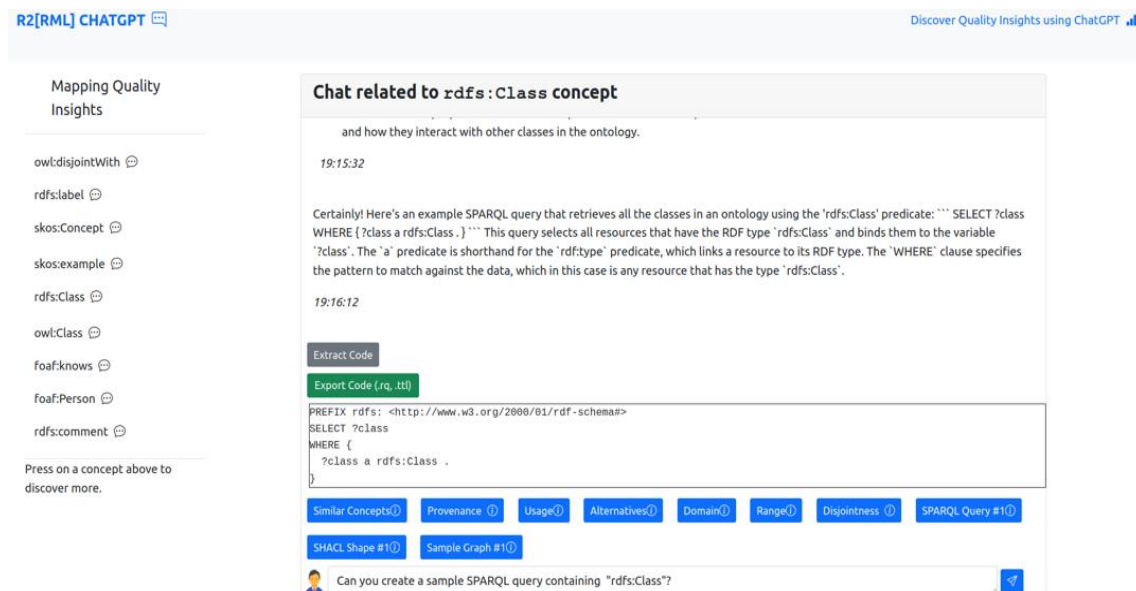 R2[RML] CHATGPT
Discover Quality Insights using ChatGPT
Mapping Quality
Insights
owl:disjointWith
rdfs:label
skos:Concept
skos:example
rdfs:Class
owl:Class
foaf:knows
foaf:Person
rdfs:comment
Press on a concept above to
discover more.
Chat related to rdfs:Class concept
and how they interact with other classes in the ontology.
19:15:32
Certainly! Here's an example SPARQL query that retrieves all the classes in an ontology using the 'rdfs:Class' predicate: ``` SELECT ?class
WHERE { ?class a rdfs:Class . } ``` This query selects all resources that have the RDF type `rdfs:Class` and binds them to the variable
`?class`. The `a` predicate is shorthand for the `rdf:type` predicate, which links a resource to its RDF type. The `WHERE` clause specifies
the pattern to match against the data, which in this case is any resource that has the type `rdfs:Class`.
19:16:12
Extract Code
Export Code (.rq, .ttl)
PREFIX rdfs: <http://www.w3.org/2000/01/rdf-schema#>
SELECT ?class
WHERE {
?class a rdfs:Class .
}
Similar Concepts Provenance Usage Alternatives Domain Range Disjointness SPARQL Query #1
SHACL Shape #1 Sample Graph #1
Can you create a sample SPARQL query containing "rdfs:Class"?